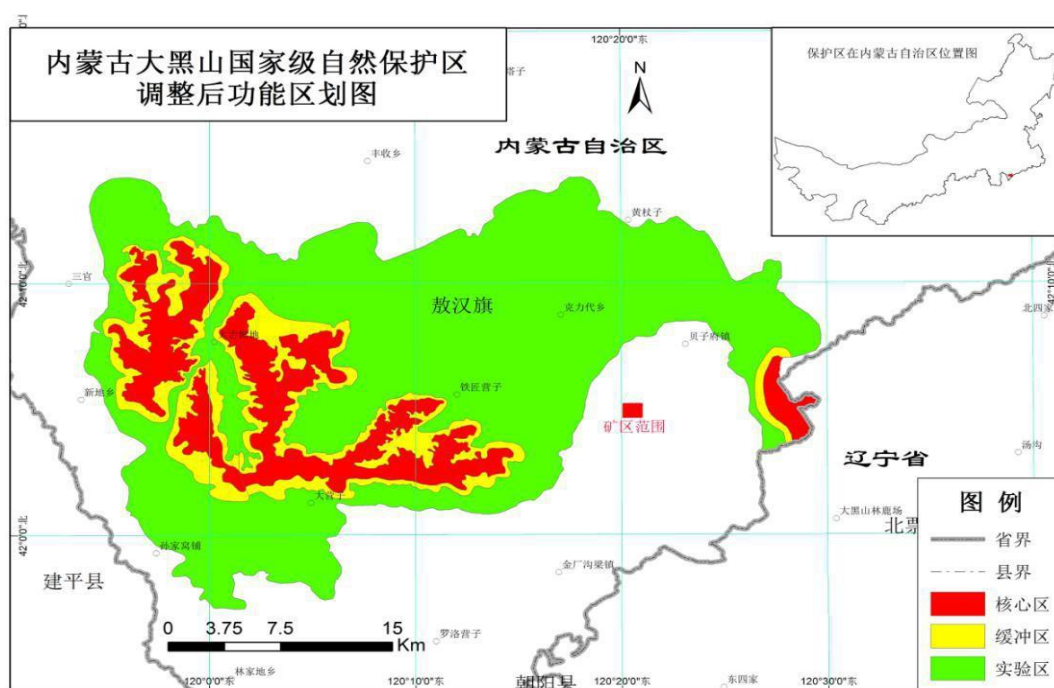 内蒙古大黑山国家级自然保护区
调整后功能区划图
120°20'0"东
N
保护区在内蒙古自治区位置图
内蒙古自治区
丰收乡
黄杖子
三官
42°10'0"北
42°10'0"北
敖汉旗
克力代乡
北四家
贝子府镇
新地乡
铁匠营子
矿区范围
辽宁省
汤沟
大黑山林鹿场
北票
42°0'0"北
孙家窝铺
建平县
金厂沟梁镇
0 3.75 7.5 15
Km
罗洛营子
林家地乡
朝阳县
东四家
120°0'0"东
120°10'0"东
120°20'0"东
120°30'0"东
图 例
省界
县界
核心区
缓冲区
实验区